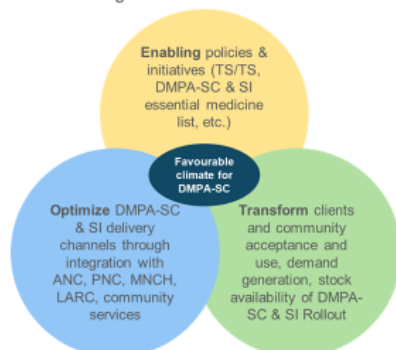 Enabling policies &
initiatives (TS/TS,
DMPA-SC & SI
essential medicine
list, etc.)
Favourable
climate for
DMPA-SC
Optimize DMPA-SC
& SI delivery
channels through
integration with
ANC, PNC, MNCH,
LARC, community
services
Transform clients
and community
acceptance and
use, demand
generation, stock
availability of DMPA-
SC & SI Rollout